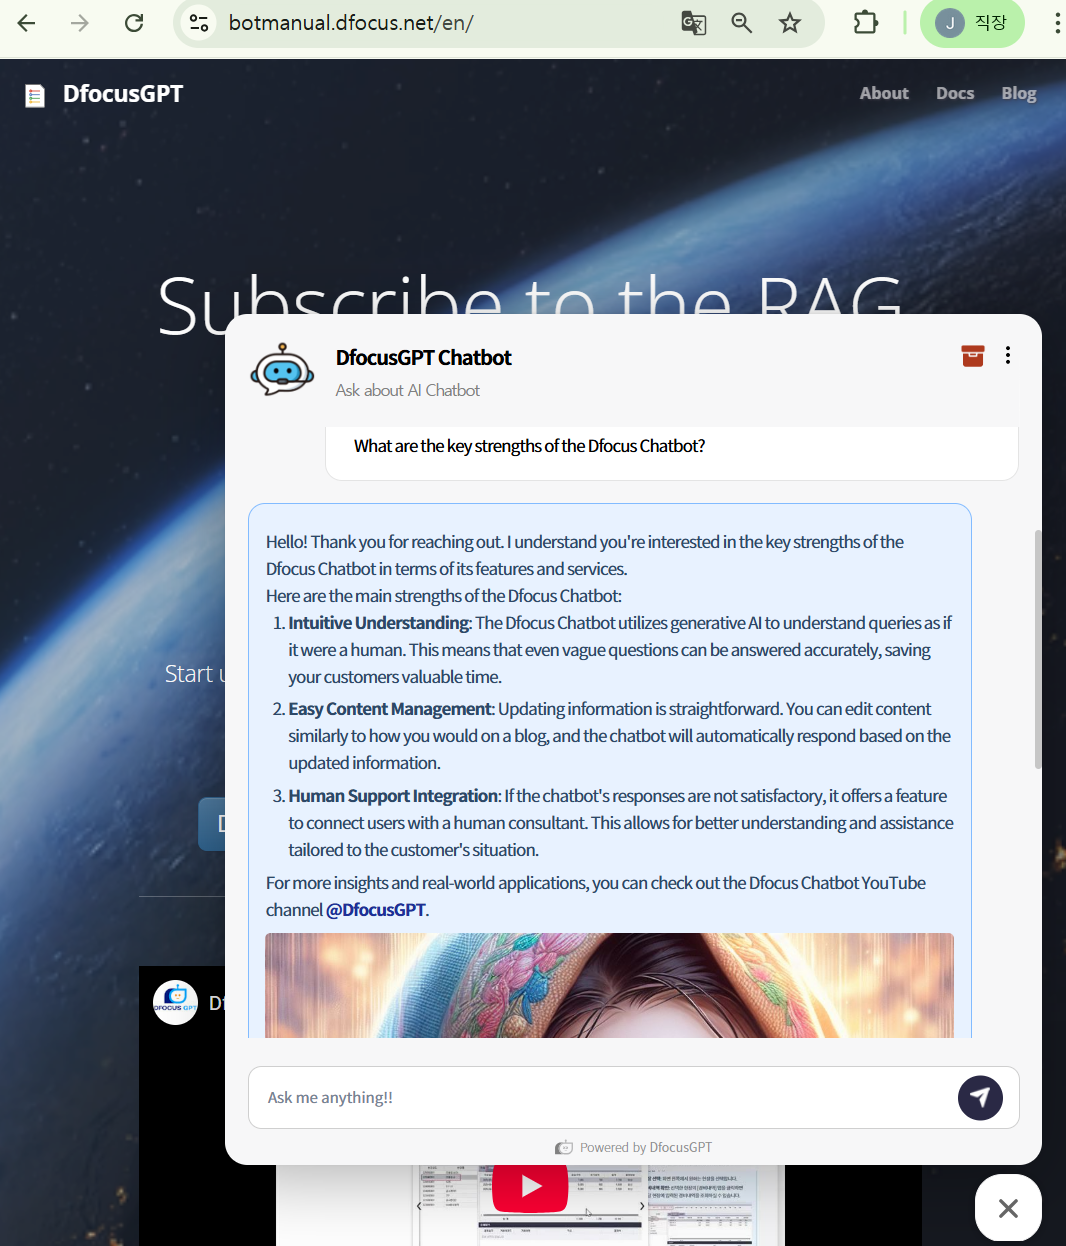 botmanual.dfocus.net/en/
J 직장
DfocusGPT
About Docs Blog
Subscribe to the RAG
DfocusGPT Chatbot
Ask about AI Chatbot
What are the key strengths of the Dfocus Chatbot?
Hello! Thank you for reaching out. I understand you're interested in the key strengths of the
Dfocus Chatbot in terms of its features and services.
Here are the main strengths of the Dfocus Chatbot:
1. Intuitive Understanding: The Dfocus Chatbot utilizes generative AI to understand queries as if
it were a human. This means that even vague questions can be answered accurately, saving
your customers valuable time.
2. Easy Content Management: Updating information is straightforward. You can edit content
similarly to how you would on a blog, and the chatbot will automatically respond based on the
updated information.
3. Human Support Integration: If the chatbot's responses are not satisfactory, it offers a feature
to connect users with a human consultant. This allows for better understanding and assistance
tailored to the customer's situation.
For more insights and real-world applications, you can check out the Dfocus Chatbot YouTube
channel @DfocusGPT.
Start
DFOCUS GPT
Ask me anything!!
Powered by DfocusGPT